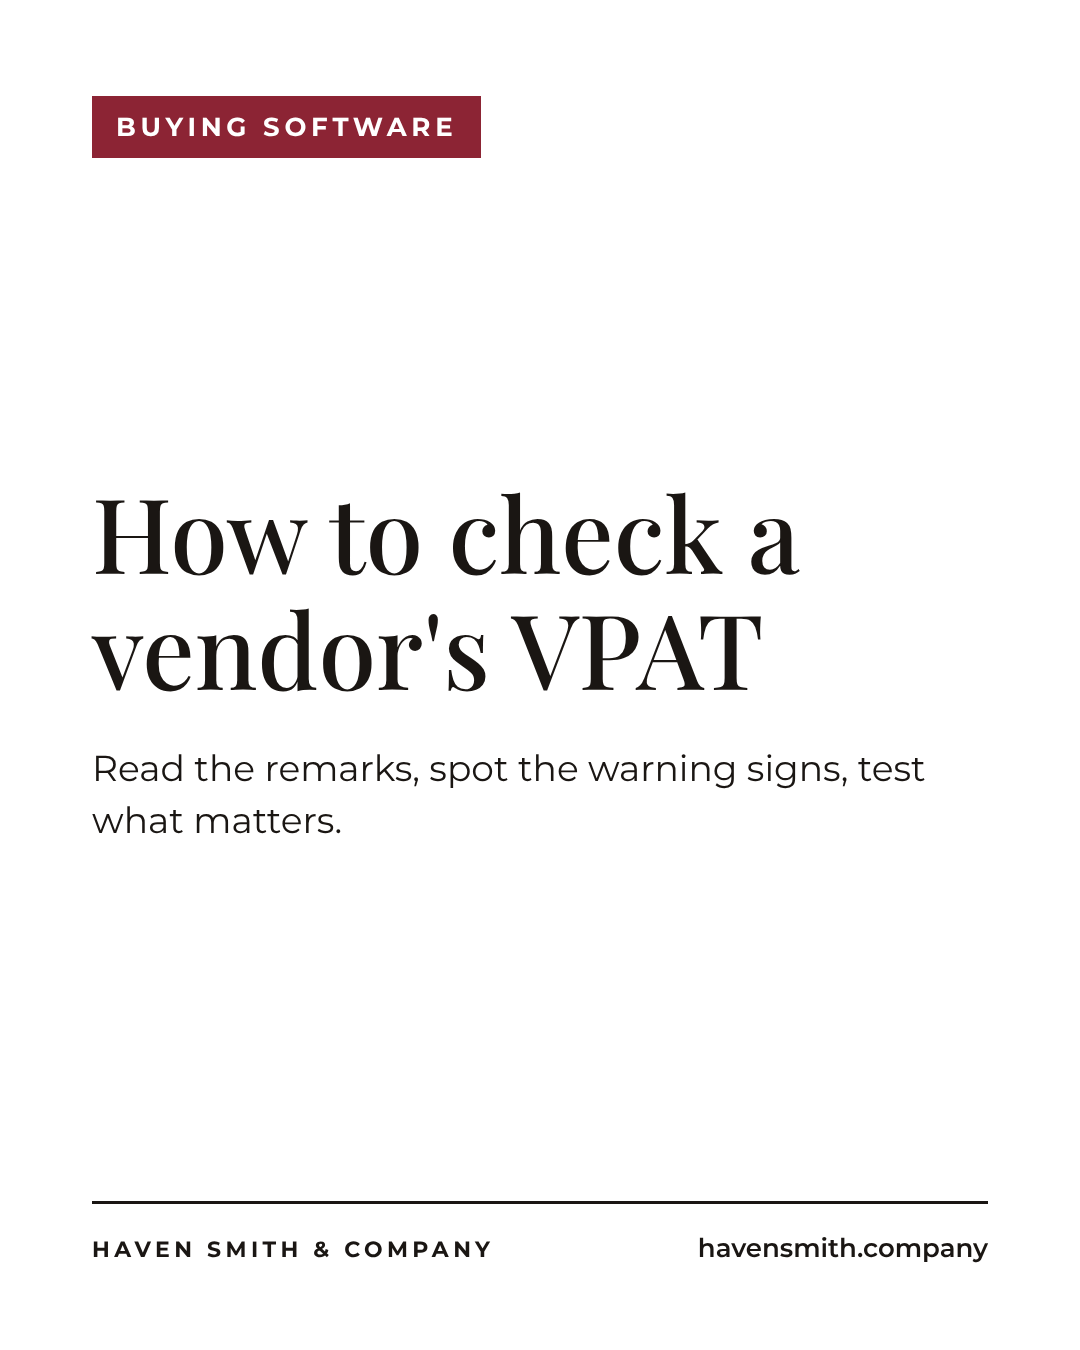 BUYING SOFTWARE
How to check a
vendor's VPAT
Read the remarks, spot the warning signs, test
what matters.
HAVEN SMITH & COMPANY
havensmith.company